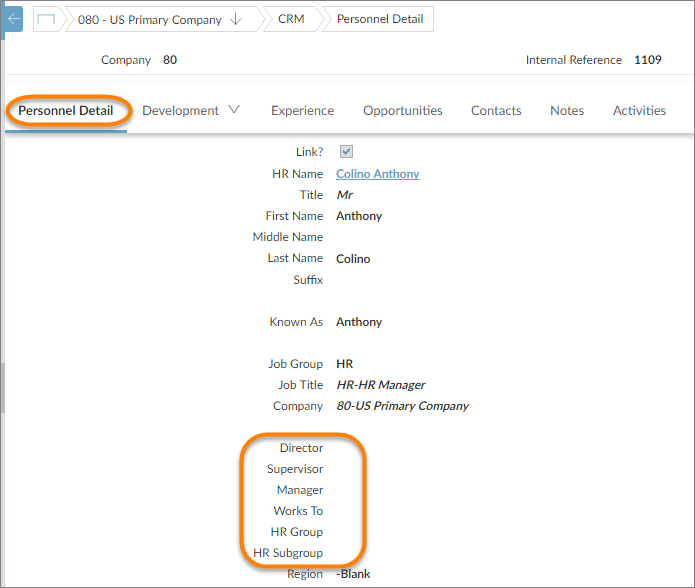 080 - US Primary Company CRM Personnel Detail
Company 80 Internal Reference 1109
Personnel Detail Development Experience Opportunities Contacts Notes Activities
Link?
HR Name Colino Anthony
Title Mr
First Name Anthony
Middle Name
Last Name Colino
Suffix
Known As Anthony
Job Group HR
Job Title HR-HR Manager
Company 80-US Primary Company
Director
Supervisor
Manager
Works To
HR Group
HR Subgroup
Region -Blank